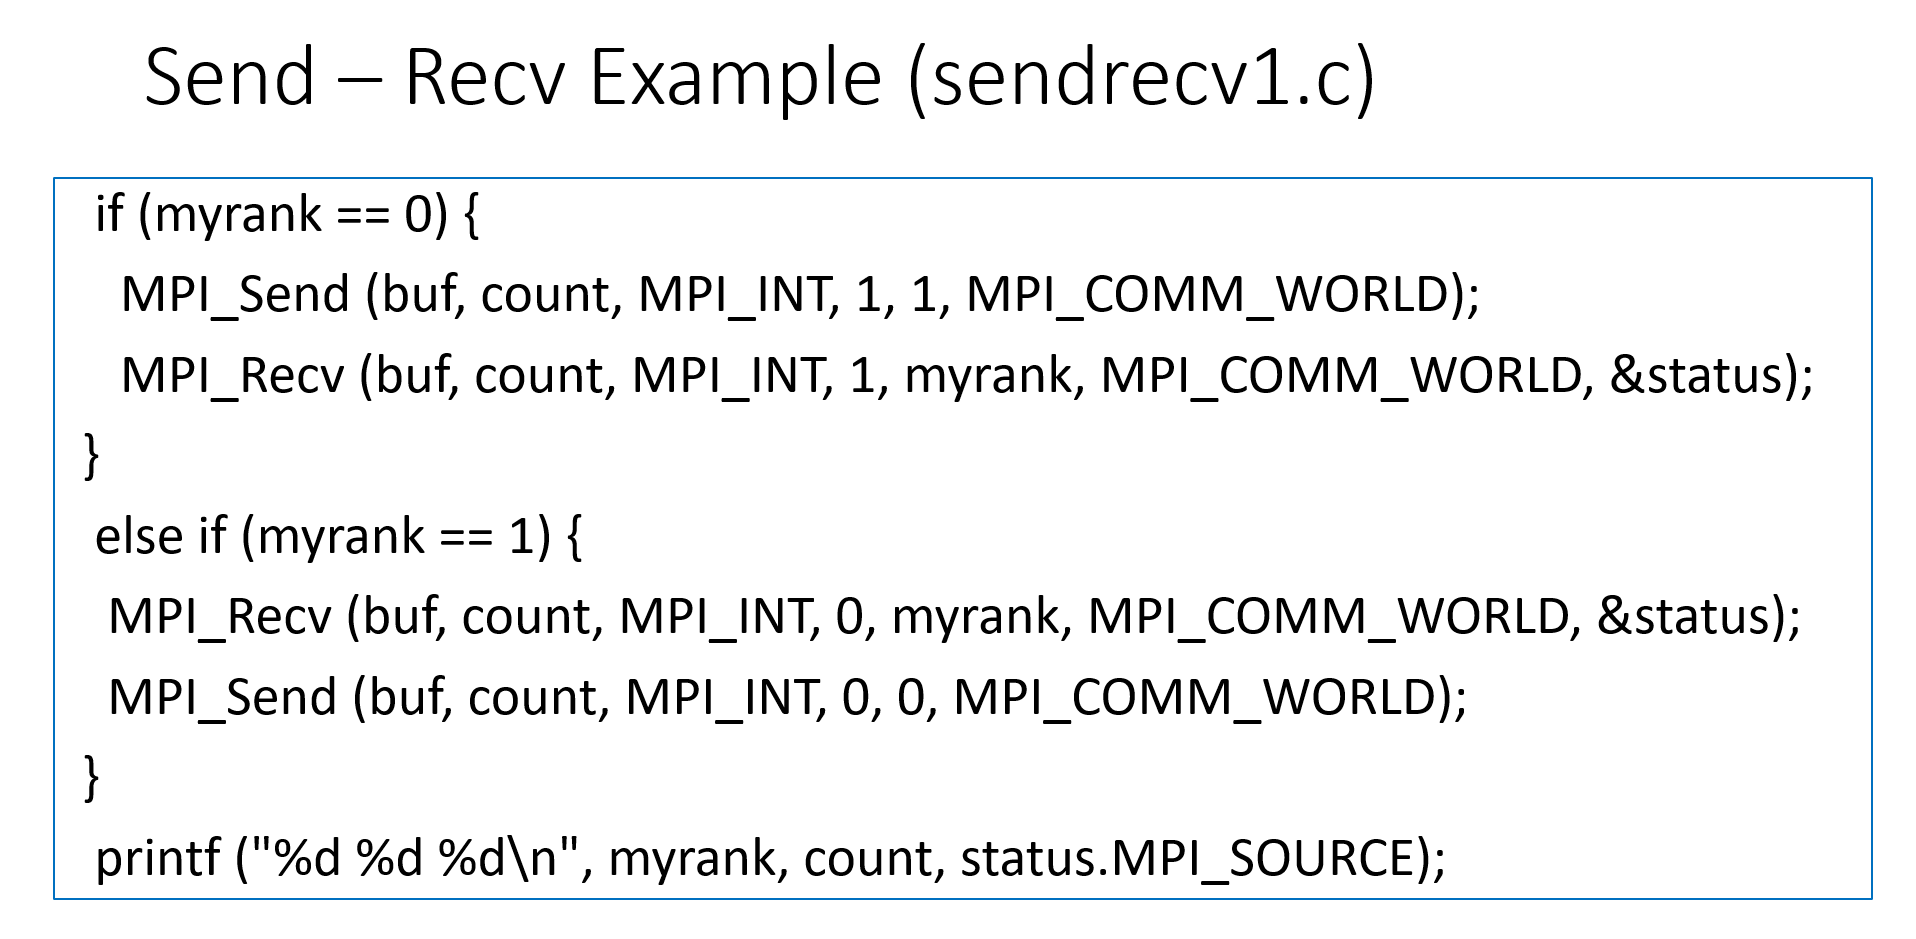 Send – Recv Example (sendrecv1.c)
if (myrank == 0) {
MPI_Send (buf, count, MPI_INT, 1, 1, MPI_COMM_WORLD);
MPI_Recv (buf, count, MPI_INT, 1, myrank, MPI_COMM_WORLD, &status);
}
else if (myrank == 1) {
MPI_Recv (buf, count, MPI_INT, 0, myrank, MPI_COMM_WORLD, &status);
MPI_Send (buf, count, MPI_INT, 0, 0, MPI_COMM_WORLD);
}
printf ("%d %d %d\n", myrank, count, status.MPI_SOURCE);